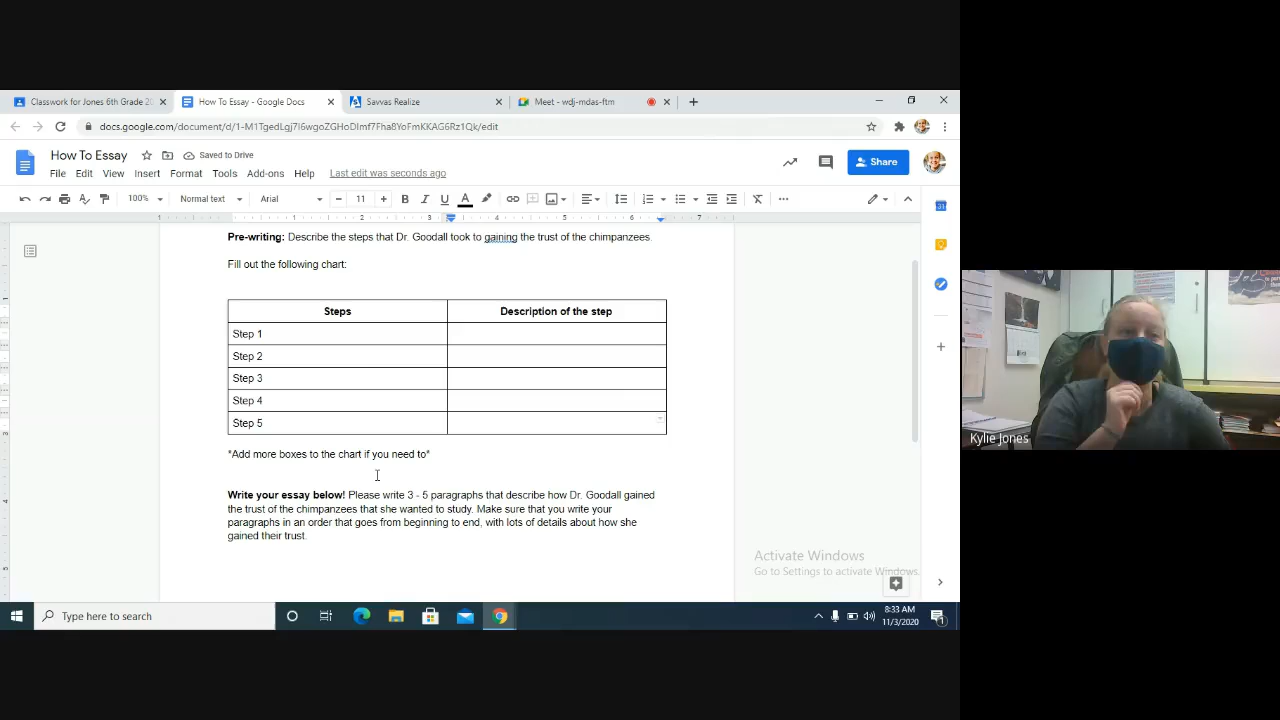 Classwork for Jones 6th Grade 20
How To Essay - Google Docs
Savvas Realize
Meet - wdj-mdas-ftm
docs.google.com/document/d/1-M1TgedLgj7I6wgoZGHoDImf7Fha8YoFmKKAG6Rz1Qk/edit
How To Essay
Saved to Drive
File Edit View Insert Format Tools Add-ons Help Last edit was seconds ago
Share
100% Normal text Arial 11 B I U A
Pre-writing: Describe the steps that Dr. Goodall took to gaining the trust of the chimpanzees.
Fill out the following chart:
Steps Description of the step
Step 1
Step 2
Step 3
Step 4
Step 5
*Add more boxes to the chart if you need to*
Write your essay below! Please write 3 - 5 paragraphs that describe how Dr. Goodall gained
the trust of the chimpanzees that she wanted to study. Make sure that you write your
paragraphs in an order that goes from beginning to end, with lots of details about how she
gained their trust.
Activate Windows
Go to Settings to activate Windows.
Kylie Jones
Type here to search
8:33 AM
11/3/2020